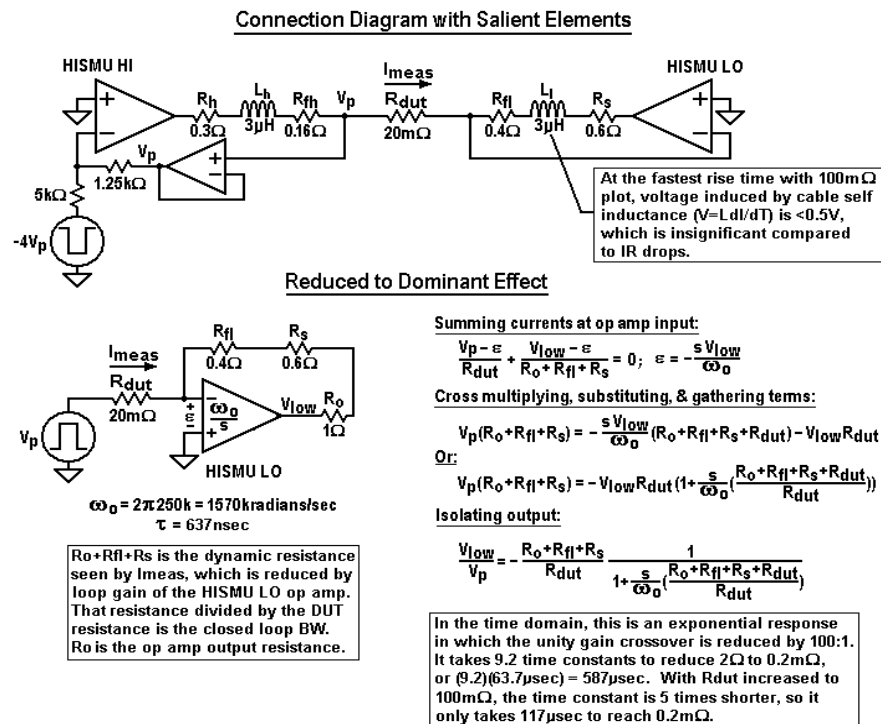 Connection Diagram with Salient Elements
HISMU HI
HISMU LO
Imeas
Rh
0.3Ω
Lh
3µH
Rfh
0.16Ω
Vp
Rdut
20mΩ
Rfl
0.4Ω
Ll
3µH
Rs
0.6Ω
+
−
+
−
Vp
1.25kΩ
+
−
5kΩ
-4Vp
At the fastest rise time with 100mΩ
plot, voltage induced by cable self
inductance (V=LdI/dT) is <0.5V,
which is insignificant compared
to IR drops.
Reduced to Dominant Effect
Imeas
Rdut
20mΩ
Rfl
0.4Ω
Rs
0.6Ω
Vp
+
ε
−
−
+
ωo/s
Vlow
Ro
1Ω
HISMU LO
ωo = 2π250k = 1570kradians/sec
τ = 637nsec
Ro+Rfl+Rs is the dynamic resistance
seen by Imeas, which is reduced by
loop gain of the HISMU LO op amp.
That resistance divided by the DUT
resistance is the closed loop BW.
Ro is the op amp output resistance.
Summing currents at op amp input:
Vp − ε / Rdut + Vlow − ε / Ro + Rfl + Rs = 0; ε = − s Vlow / ωo
Cross multiplying, substituting, & gathering terms:
Vp(Ro+Rfl+Rs) = − s Vlow / ωo (Ro+Rfl+Rs+Rdut) − VlowRdut
Or:
Vp(Ro+Rfl+Rs) = − VlowRdut (1+ s / ωo ( Ro+Rfl+Rs+Rdut / Rdut ))
Isolating output:
Vlow / Vp = − Ro+Rfl+Rs / Rdut 1 / 1+ s / ωo ( Ro+Rfl+Rs+Rdut / Rdut )
In the time domain, this is an exponential response
in which the unity gain crossover is reduced by 100:1.
It takes 9.2 time constants to reduce 2Ω to 0.2mΩ,
or (9.2)(63.7µsec) = 587µsec. With Rdut increased to
100mΩ, the time constant is 5 times shorter, so it
only takes 117µsec to reach 0.2mΩ.